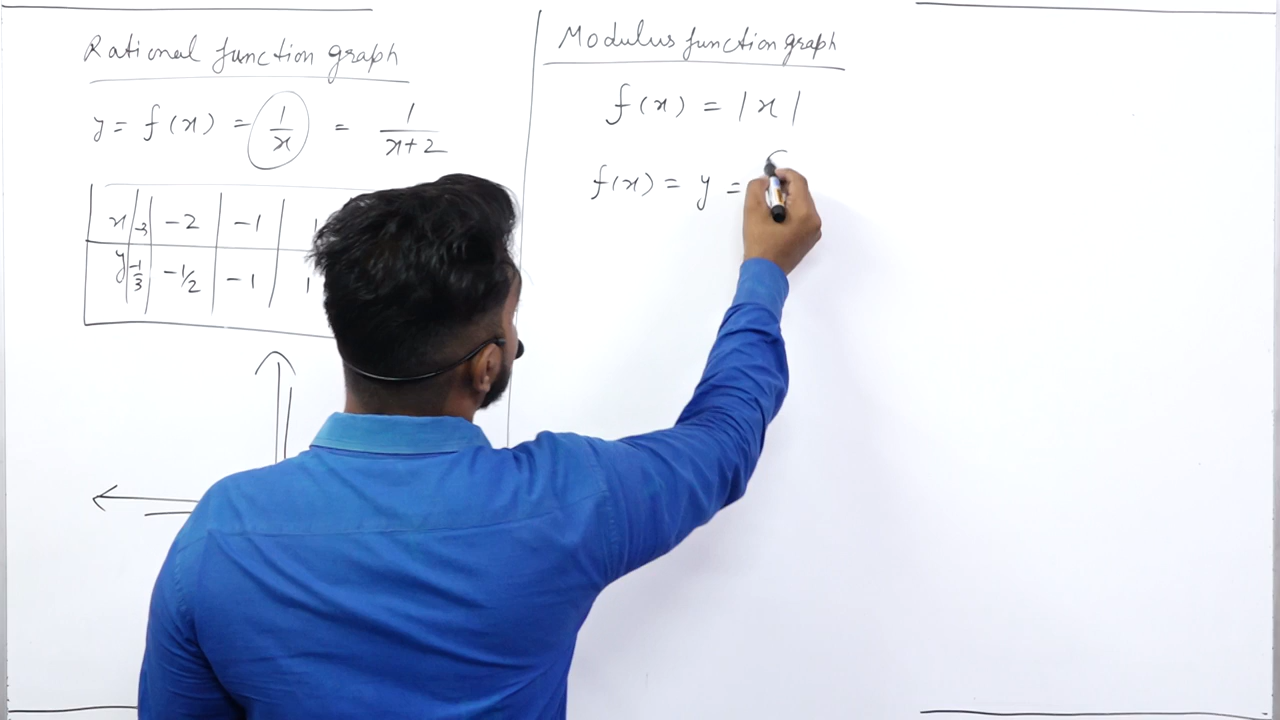 Rational function graph
y = f(x) = 1/x = 1/x+2
x -3 -2 -1 1
y -1/3 -1/2 -1 1
Modulus function graph
f(x) = |x|
f(x) = y =